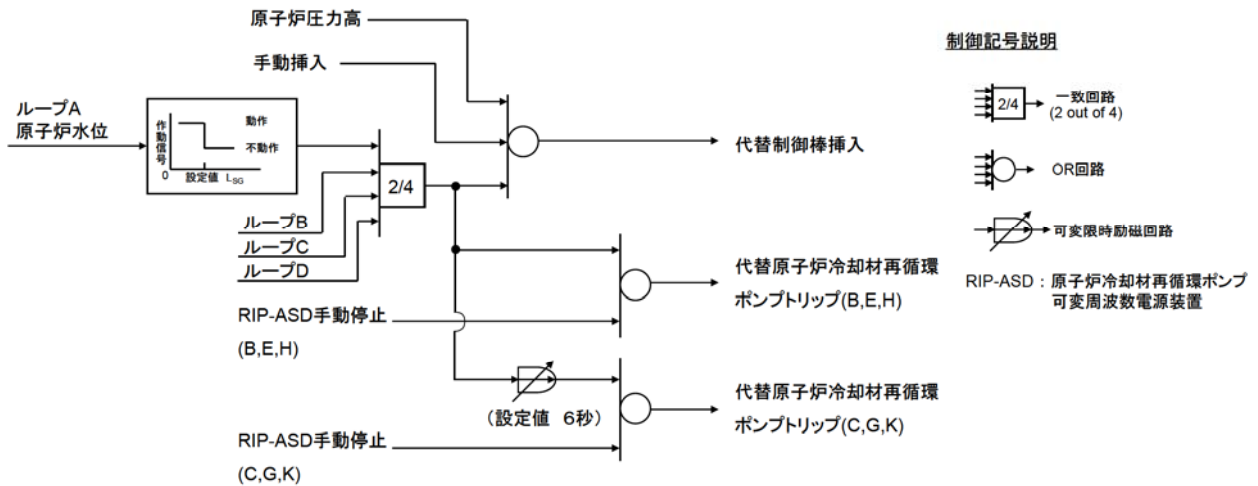 原子炉圧力高
手動挿入
ループA
原子炉水位
作動信号
動作
不動作
0
設定値 LSG
2/4
ループB
ループC
ループD
代替制御棒挿入
RIP-ASD手動停止
(B,E,H)
代替原子炉冷却材再循環
ポンプトリップ(B,E,H)
(設定値 6秒)
RIP-ASD手動停止
(C,G,K)
代替原子炉冷却材再循環
ポンプトリップ(C,G,K)
制御記号説明
2/4
一致回路
(2 out of 4)
OR回路
可変限時励磁回路
RIP-ASD:原子炉冷却材再循環ポンプ
可変周波数電源装置